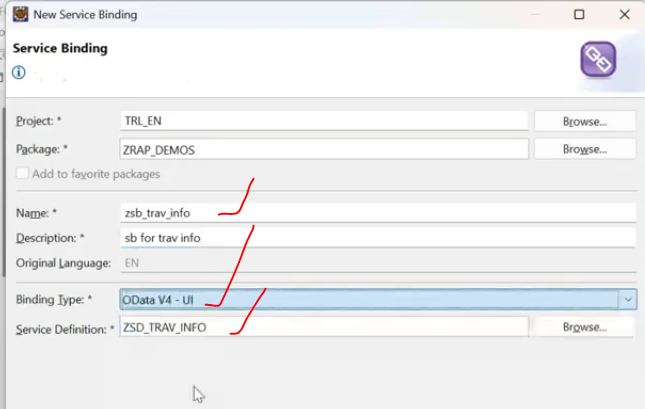 New Service Binding
Service Binding
Project: * TRL_EN Browse...
Package: * ZRAP_DEMOS Browse...
Add to favorite packages
Name: * zsb_trav_info
Description: * sb for trav info
Original Language: EN
Binding Type: * OData V4 - UI
Service Definition: * ZSD_TRAV_INFO Browse...